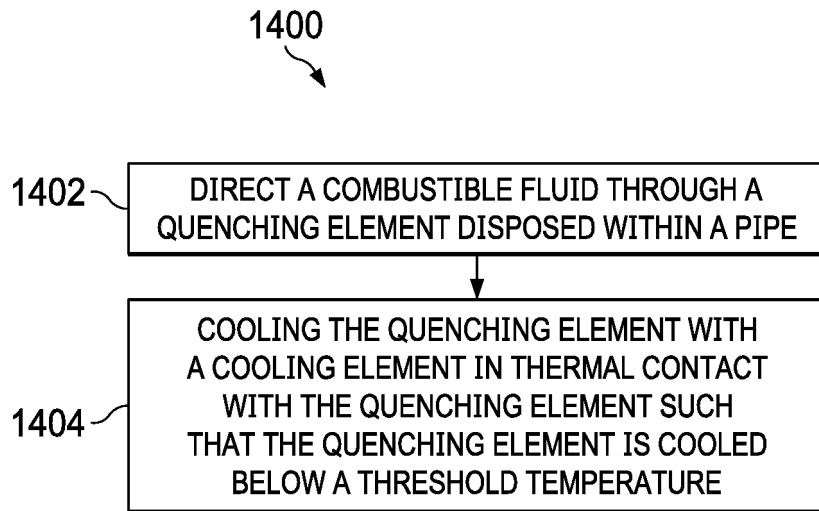 1400
1402
DIRECT A COMBUSTIBLE FLUID THROUGH A
QUENCHING ELEMENT DISPOSED WITHIN A PIPE
1404
COOLING THE QUENCHING ELEMENT WITH
A COOLING ELEMENT IN THERMAL CONTACT
WITH THE QUENCHING ELEMENT SUCH
THAT THE QUENCHING ELEMENT IS COOLED
BELOW A THRESHOLD TEMPERATURE